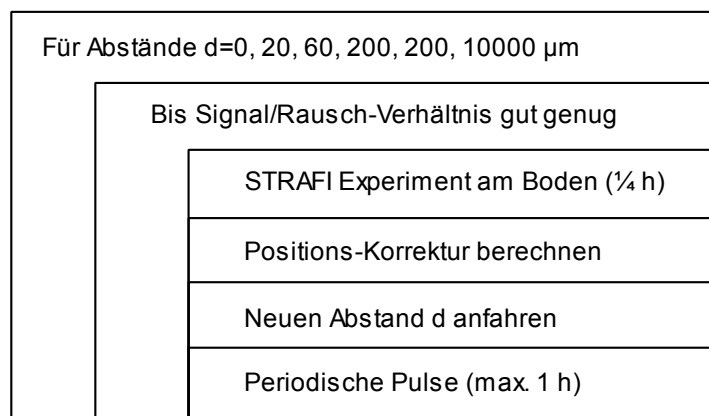 Für Abstände d=0, 20, 60, 200, 200, 10000 µm
Bis Signal/Rausch-Verhältnis gut genug
STRAFI Experiment am Boden (¼ h)
Positions-Korrektur berechnen
Neuen Abstand d anfahren
Periodische Pulse (max. 1 h)